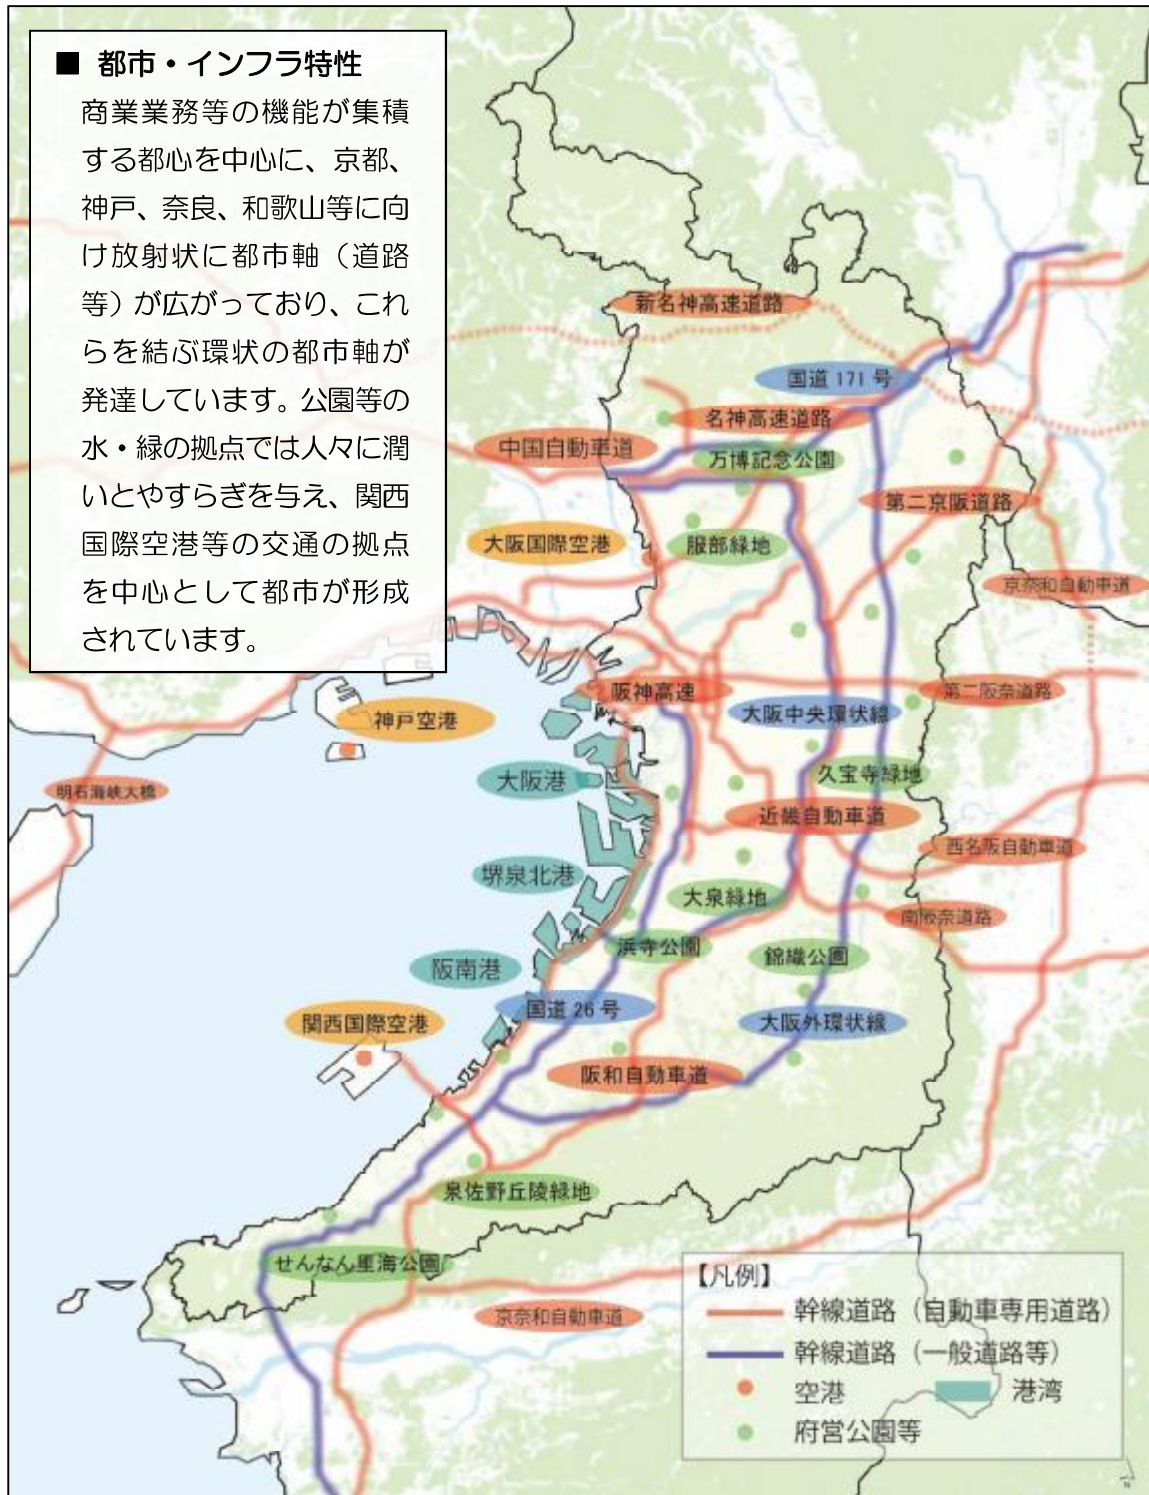 ■ 都市・インフラ特性
商業業務等の機能が集積
する都心を中心に、京都、
神戸、奈良、和歌山等に向
け放射状に都市軸（道路
等）が広がっており、これ
らを結ぶ環状の都市軸が
発達しています。公園等の
水・緑の拠点では人々に潤
いとやすらぎを与え、関西
国際空港等の交通の拠点
を中心として都市が形成
されています。
新名神高速道路
国道 171 号
名神高速道路
中国自動車道
万博記念公園
第二京阪道路
大阪国際空港
服部緑地
京奈和自動車道
阪神高速
第二阪奈道路
神戸空港
大阪中央環状線
大阪港
久宝寺緑地
明石海峡大橋
近畿自動車道
西名阪自動車道
堺泉北港
大泉緑地
南阪奈道路
浜寺公園
錦織公園
阪南港
国道 26 号
関西国際空港
大阪外環状線
阪和自動車道
泉佐野丘陵緑地
せんなん里海公園
京奈和自動車道
【凡例】
幹線道路（自動車専用道路）
幹線道路（一般道路等）
空港
港湾
府営公園等